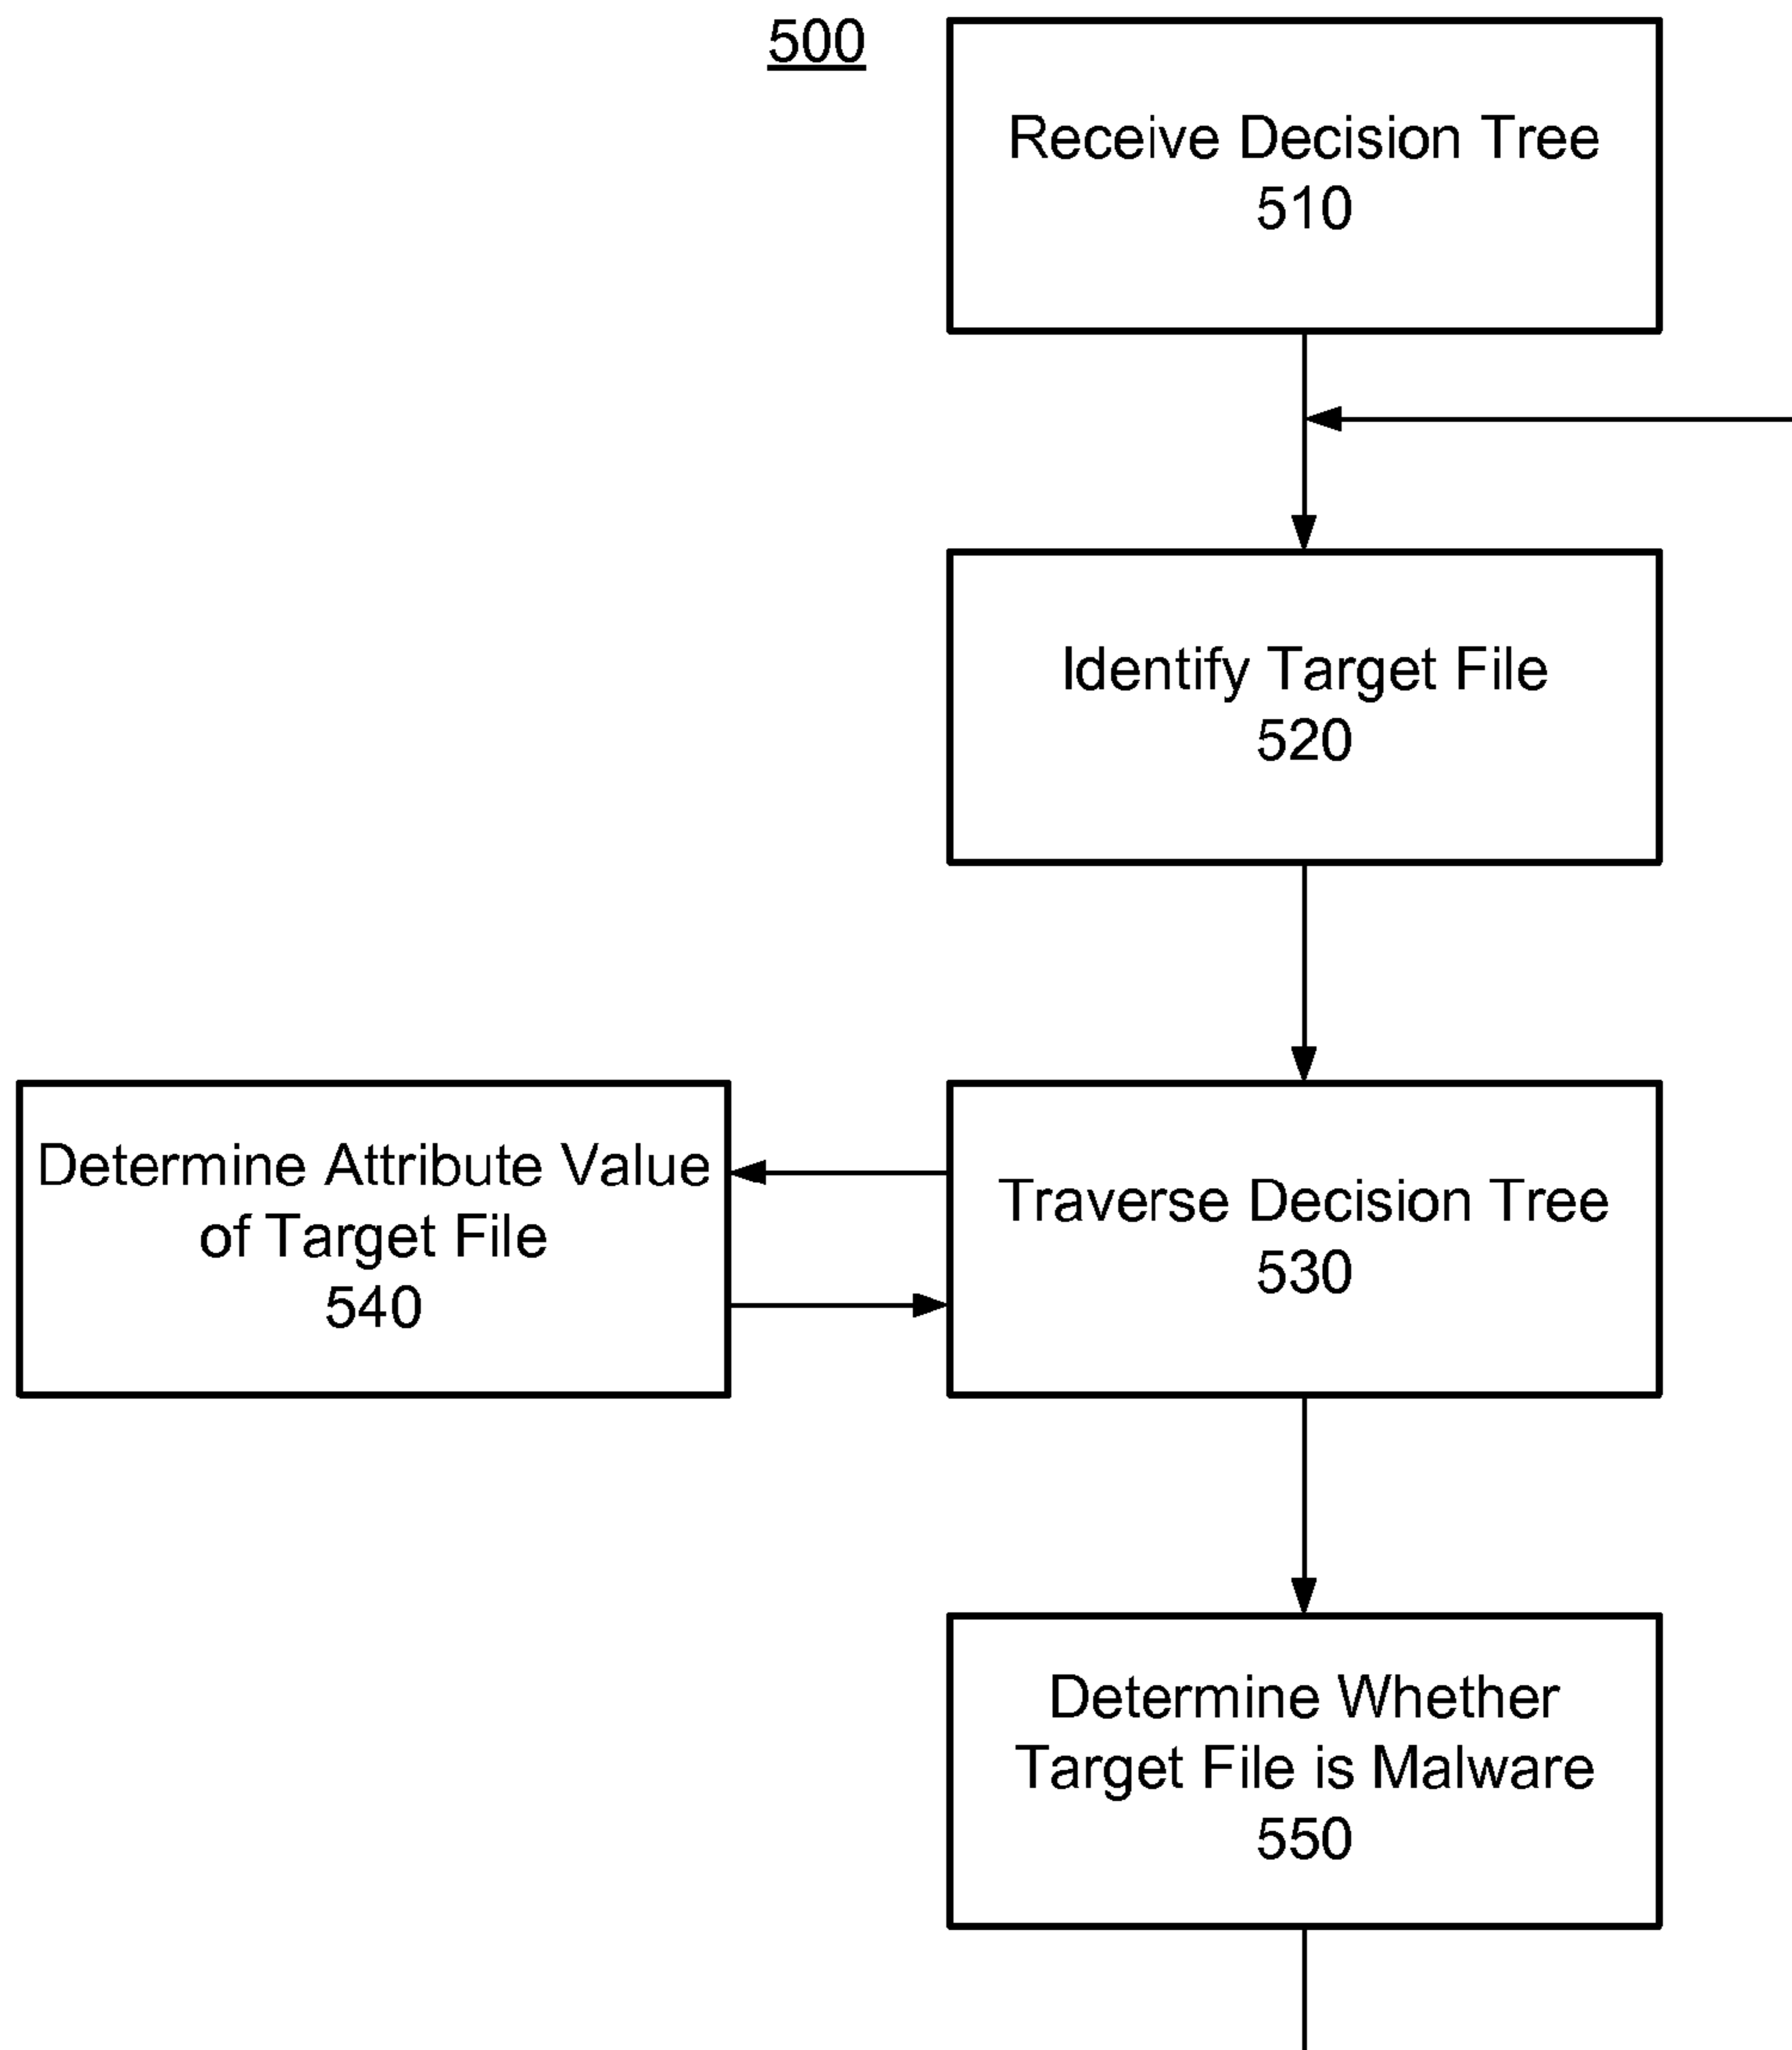 500
Receive Decision Tree
510
Identify Target File
520
Determine Attribute Value
of Target File
540
Traverse Decision Tree
530
Determine Whether
Target File is Malware
550